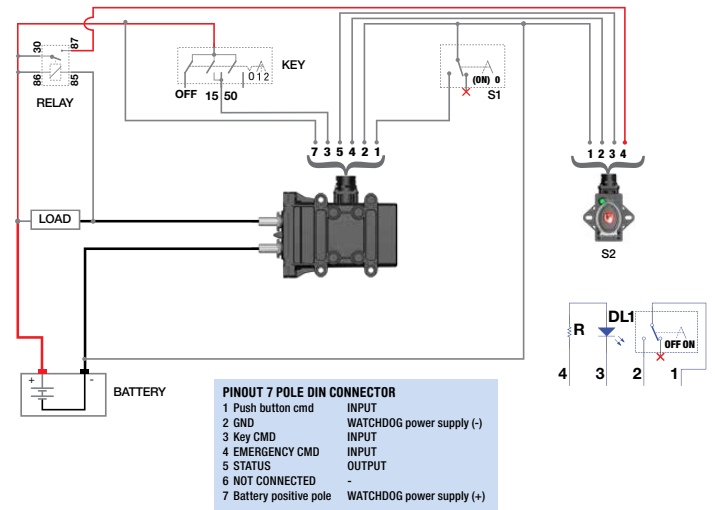 30
87
86
85
RELAY
KEY
0 1 2
OFF 15 50
(ON) 0
S1
7 3 5 4 2 1
1 2 3 4
S2
LOAD
+ -
BATTERY
R
DL1
OFF ON
4 3 2 1
PINOUT 7 POLE DIN CONNECTOR
1 Push button cmd INPUT
2 GND WATCHDOG power supply (-)
3 Key CMD INPUT
4 EMERGENCY CMD INPUT
5 STATUS OUTPUT
6 NOT CONNECTED -
7 Battery positive pole WATCHDOG power supply (+)